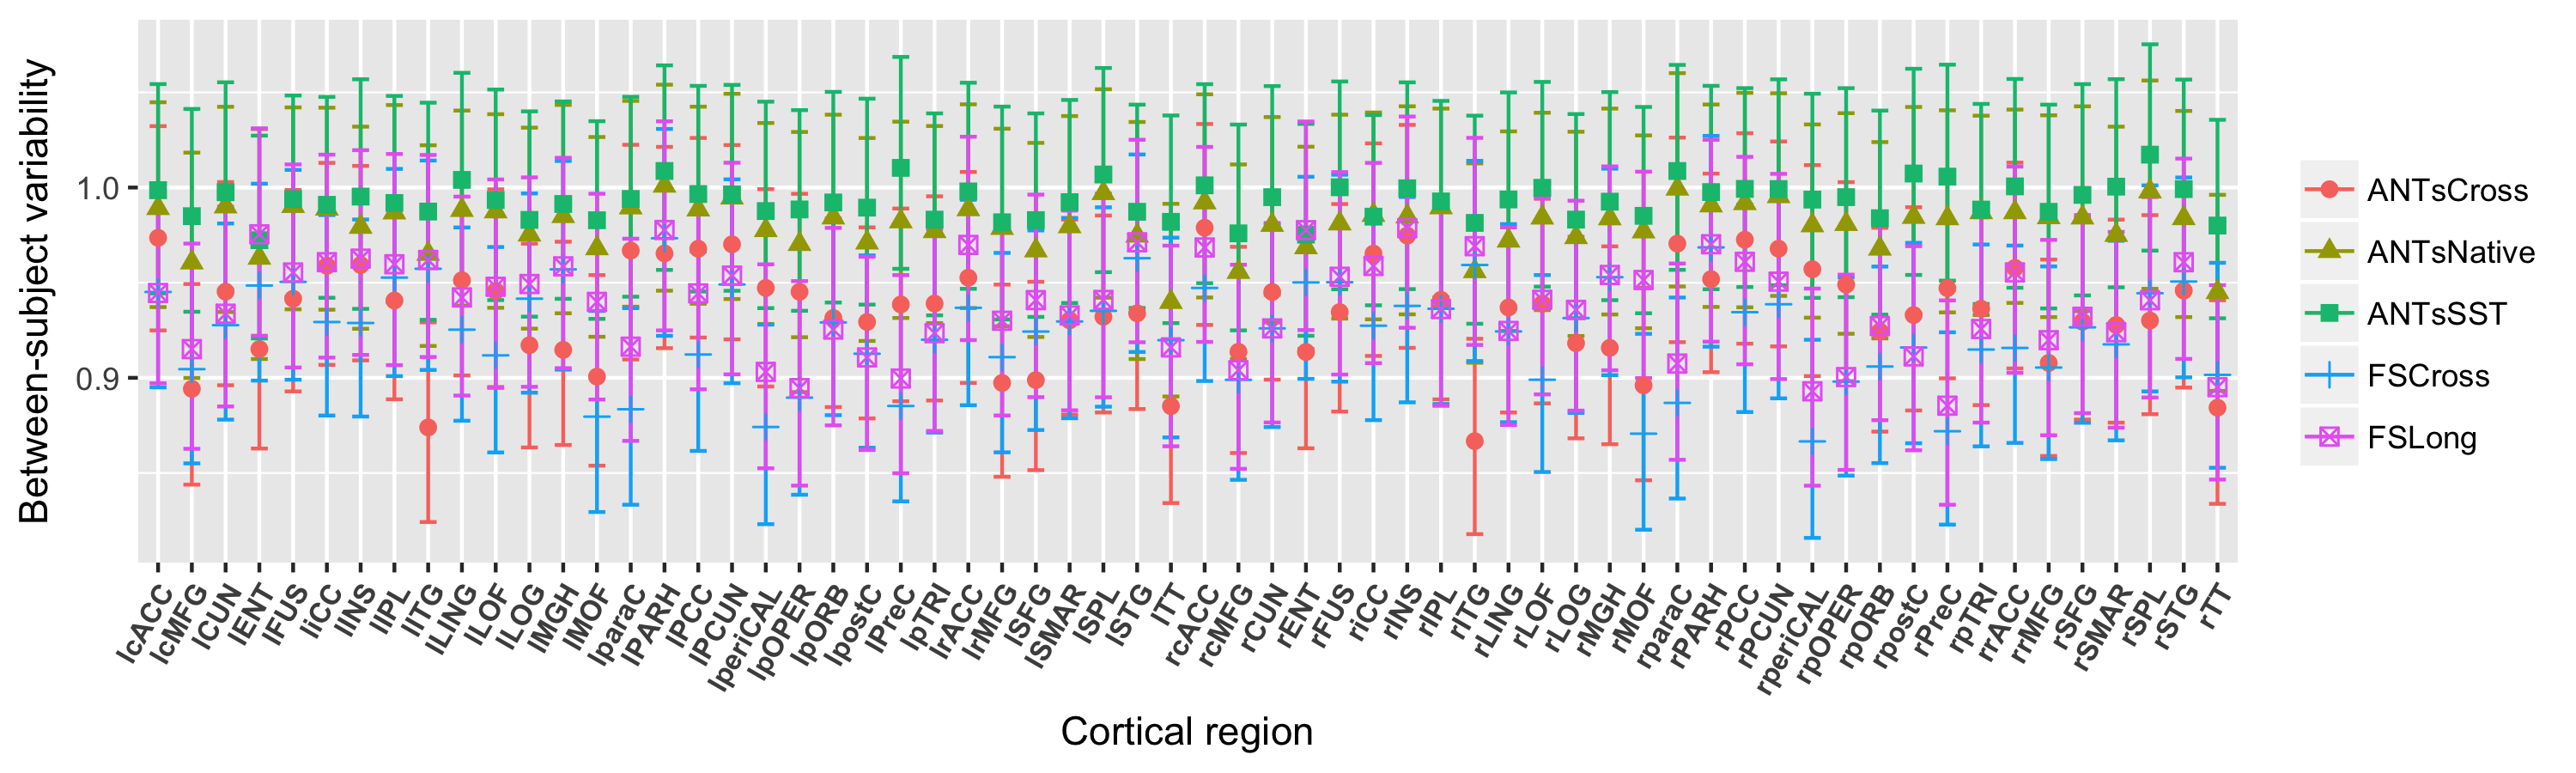 Between-subject variability
1.0
0.9
lcACC
lcMFG
lCUN
lENT
lFUS
liCC
lINS
lIPL
lITG
lLING
lLOF
lLOG
lMGH
lMOF
lparaC
lPARH
lPCC
lPCUN
lperiCAL
lpOPER
lpORB
lpostC
lPreC
lpTRI
lrACC
lrMFG
lSFG
lSMAR
lSPL
lSTG
lTT
rcACC
rcMFG
rCUN
rENT
rFUS
riCC
rINS
rIPL
rITG
rLING
rLOF
rLOG
rMGH
rMOF
rparaC
rPARH
rPCC
rPCUN
rperiCAL
rpOPER
rpORB
rpostC
rPreC
rpTRI
rrACC
rrMFG
rSFG
rSMAR
rSPL
rSTG
rTT
Cortical region
ANTsCross
ANTsNative
ANTsSST
FSCross
FSLong